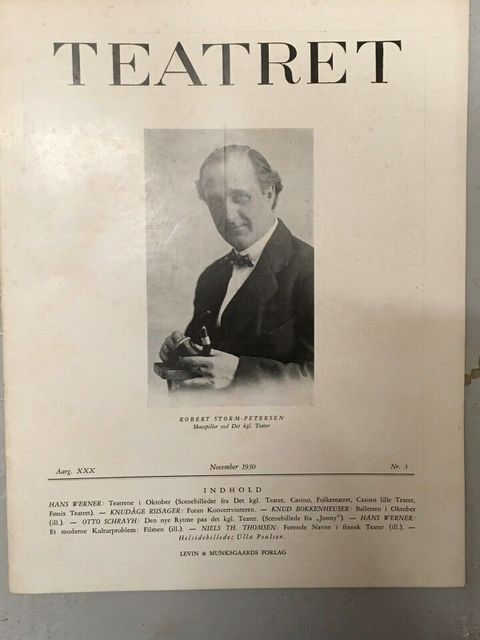 TEATRET
ROBERT STORM-PETERSEN
Skuespiller ved Det kgl. Teater
Aarg. XXX November 1930 Nr. 3
INDHOLD
HANS WERNER: Teatrene i Oktober (Scenebilleder fra Det kgl. Teater, Casino, Folketeatret, Casino lille Teater,
Fønix Teatret). — KNUDÅGE RIISAGER: Foran Koncertvinteren. — KNUD BOKKENHEUSER: Balletten i Oktober
(ill.). — OTTO SCHRAYH: Den nye Rytme paa det kgl. Teater. (Scenebillede fra „Jonny"). — HANS WERNER:
Et moderne Kulturproblem: Filmen (ill.). — NIELS TH. THOMSEN: Førende Navne i fransk Teater (ill.). —
Helsidebillede: Ulla Poulsen.
LEVIN & MUNKSGAARDS FORLAG